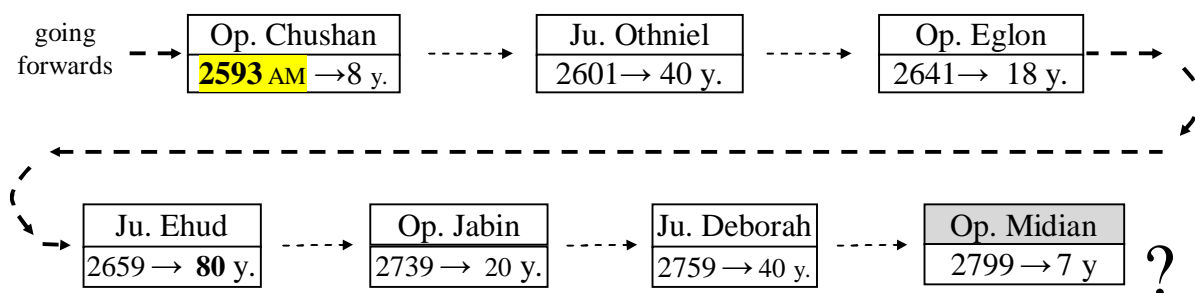 going
forwards
Op. Chushan
2593 AM → 8 y.
Ju. Othniel
2601→ 40 y.
Op. Eglon
2641→ 18 y.
Ju. Ehud
2659 → 80 y.
Op. Jabin
2739 → 20 y.
Ju. Deborah
2759 → 40 y.
Op. Midian
2799 → 7 y
?